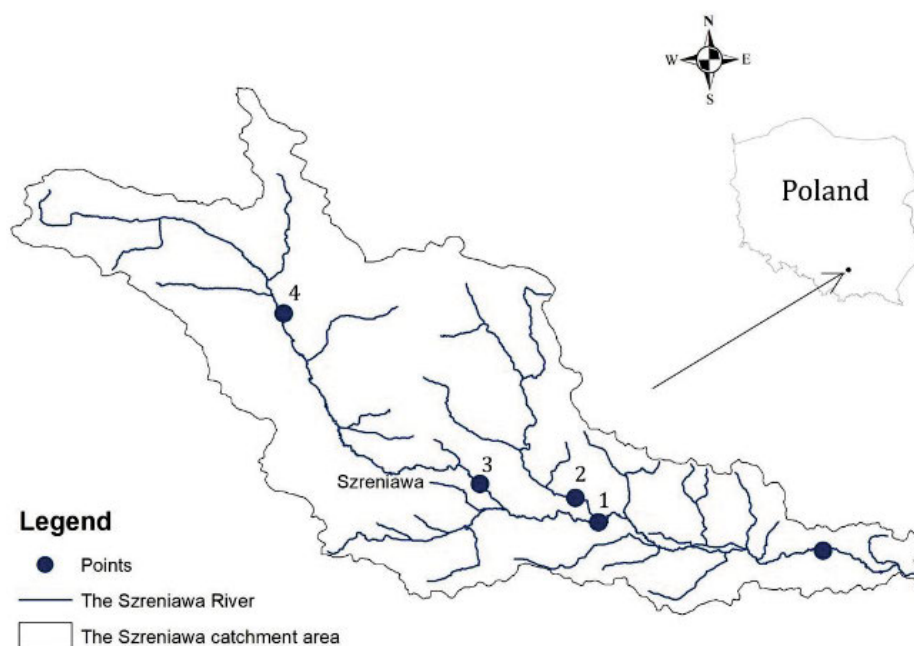 N
W E
S
Poland
4
3
2
Szreniawa
1
Legend
Points
The Szreniawa River
The Szreniawa catchment area